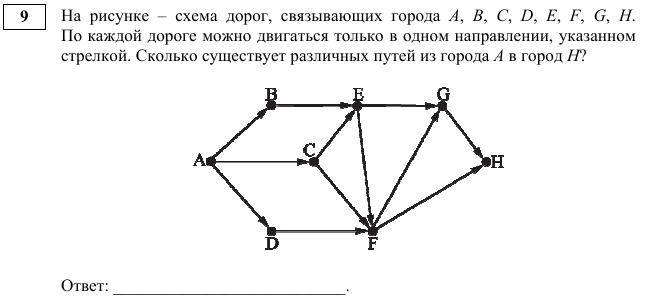 9
На рисунке – схема дорог, связывающих города A, B, C, D, E, F, G, H.
По каждой дороге можно двигаться только в одном направлении, указанном
стрелкой. Сколько существует различных путей из города A в город H?
B E G
A C H
D F
Ответ: ___________________________.